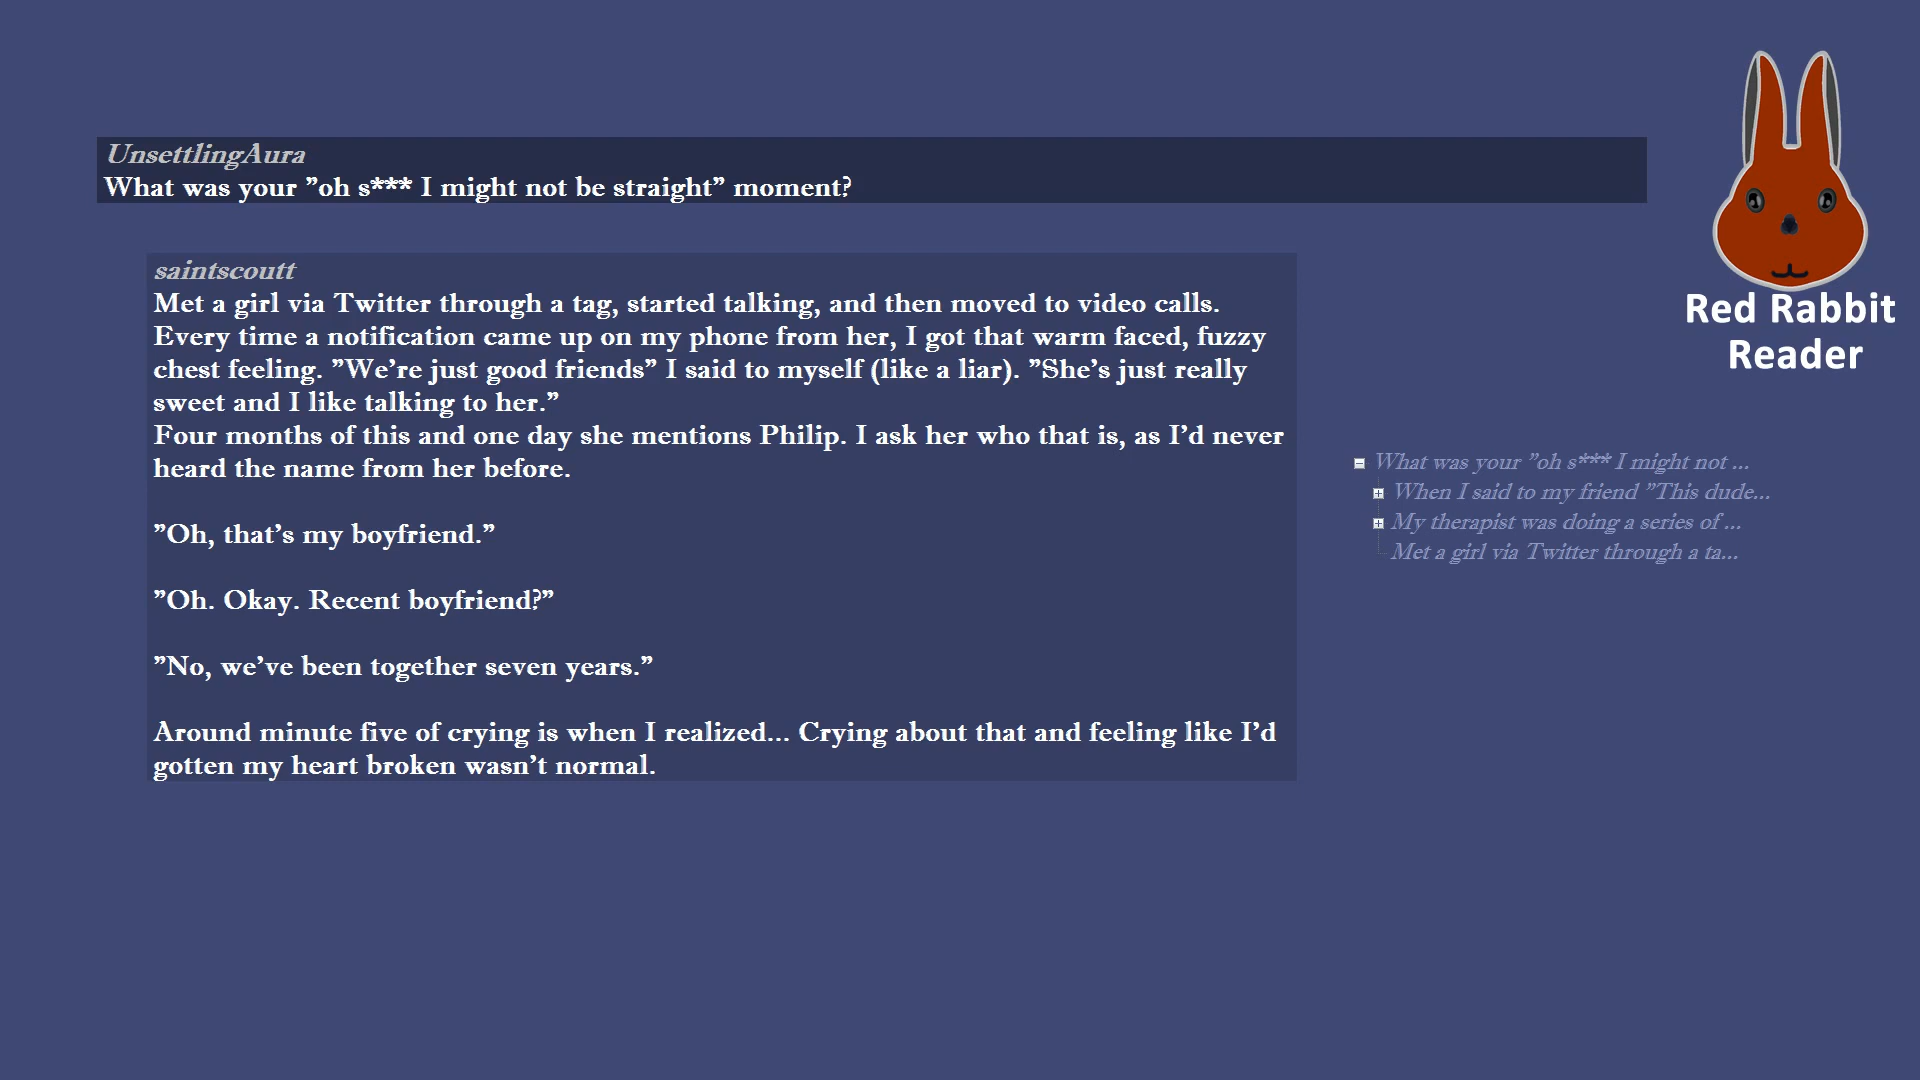 UnsettlingAura
What was your ”oh s*** I might not be straight” moment?
saintscoutt
Met a girl via Twitter through a tag, started talking, and then moved to video calls.
Every time a notification came up on my phone from her, I got that warm faced, fuzzy
chest feeling. ”We’re just good friends” I said to myself (like a liar). ”She’s just really
sweet and I like talking to her.”
Four months of this and one day she mentions Philip. I ask her who that is, as I’d never
heard the name from her before.
”Oh, that’s my boyfriend.”
”Oh. Okay. Recent boyfriend?”
”No, we’ve been together seven years.”
Around minute five of crying is when I realized... Crying about that and feeling like I’d
gotten my heart broken wasn’t normal.
Red Rabbit
Reader
What was your ”oh s*** I might not ...
When I said to my friend ”This dude...
My therapist was doing a series of ...
Met a girl via Twitter through a ta...